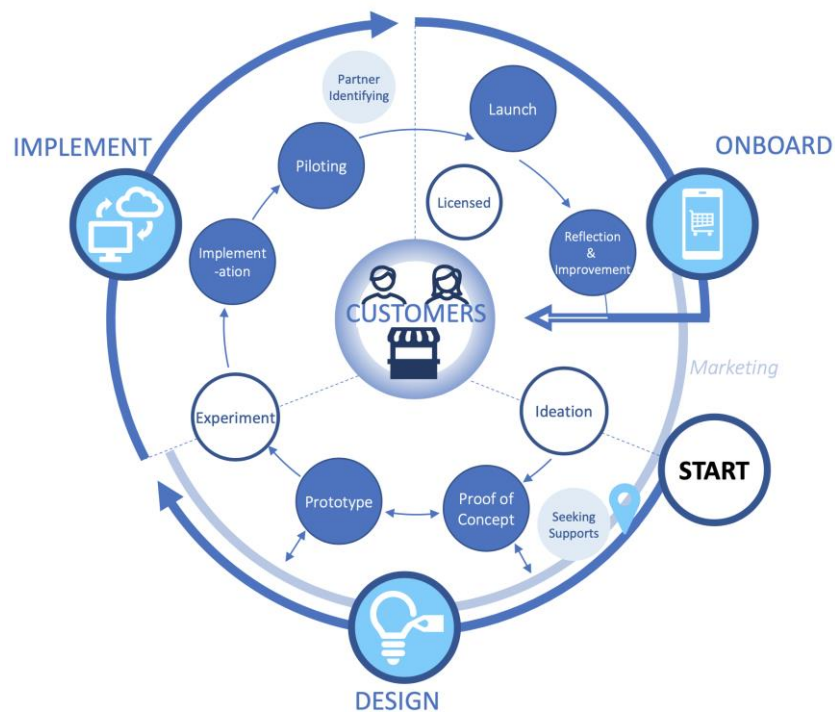 Partner
Identifying
Launch
IMPLEMENT
ONBOARD
Piloting
Licensed
Implement
-ation
Reflection
&
Improvement
CUSTOMERS
Marketing
Experiment
Ideation
START
Prototype
Proof of
Concept
Seeking
Supports
DESIGN